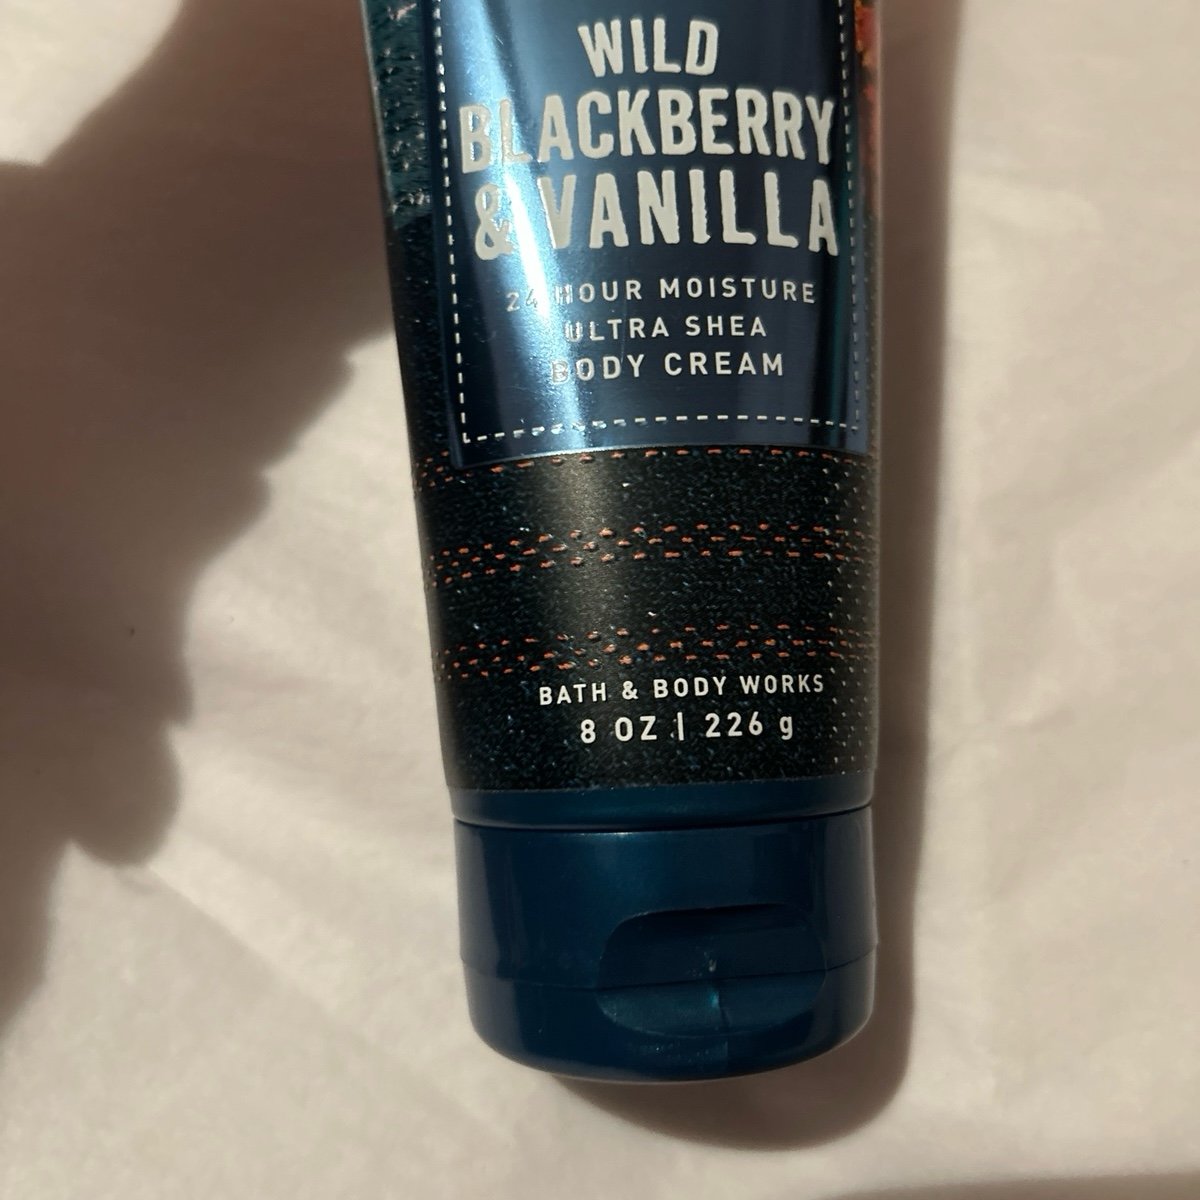 WILD
BLACKBERRY
& VANILLA
24 HOUR MOISTURE
ULTRA SHEA
BODY CREAM
BATH & BODY WORKS
8 OZ | 226 g